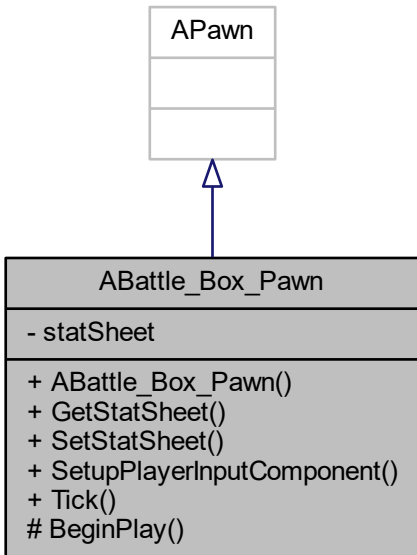 APawn
ABattle_Box_Pawn
- statSheet
+ ABattle_Box_Pawn()
+ GetStatSheet()
+ SetStatSheet()
+ SetupPlayerInputComponent()
+ Tick()
# BeginPlay()